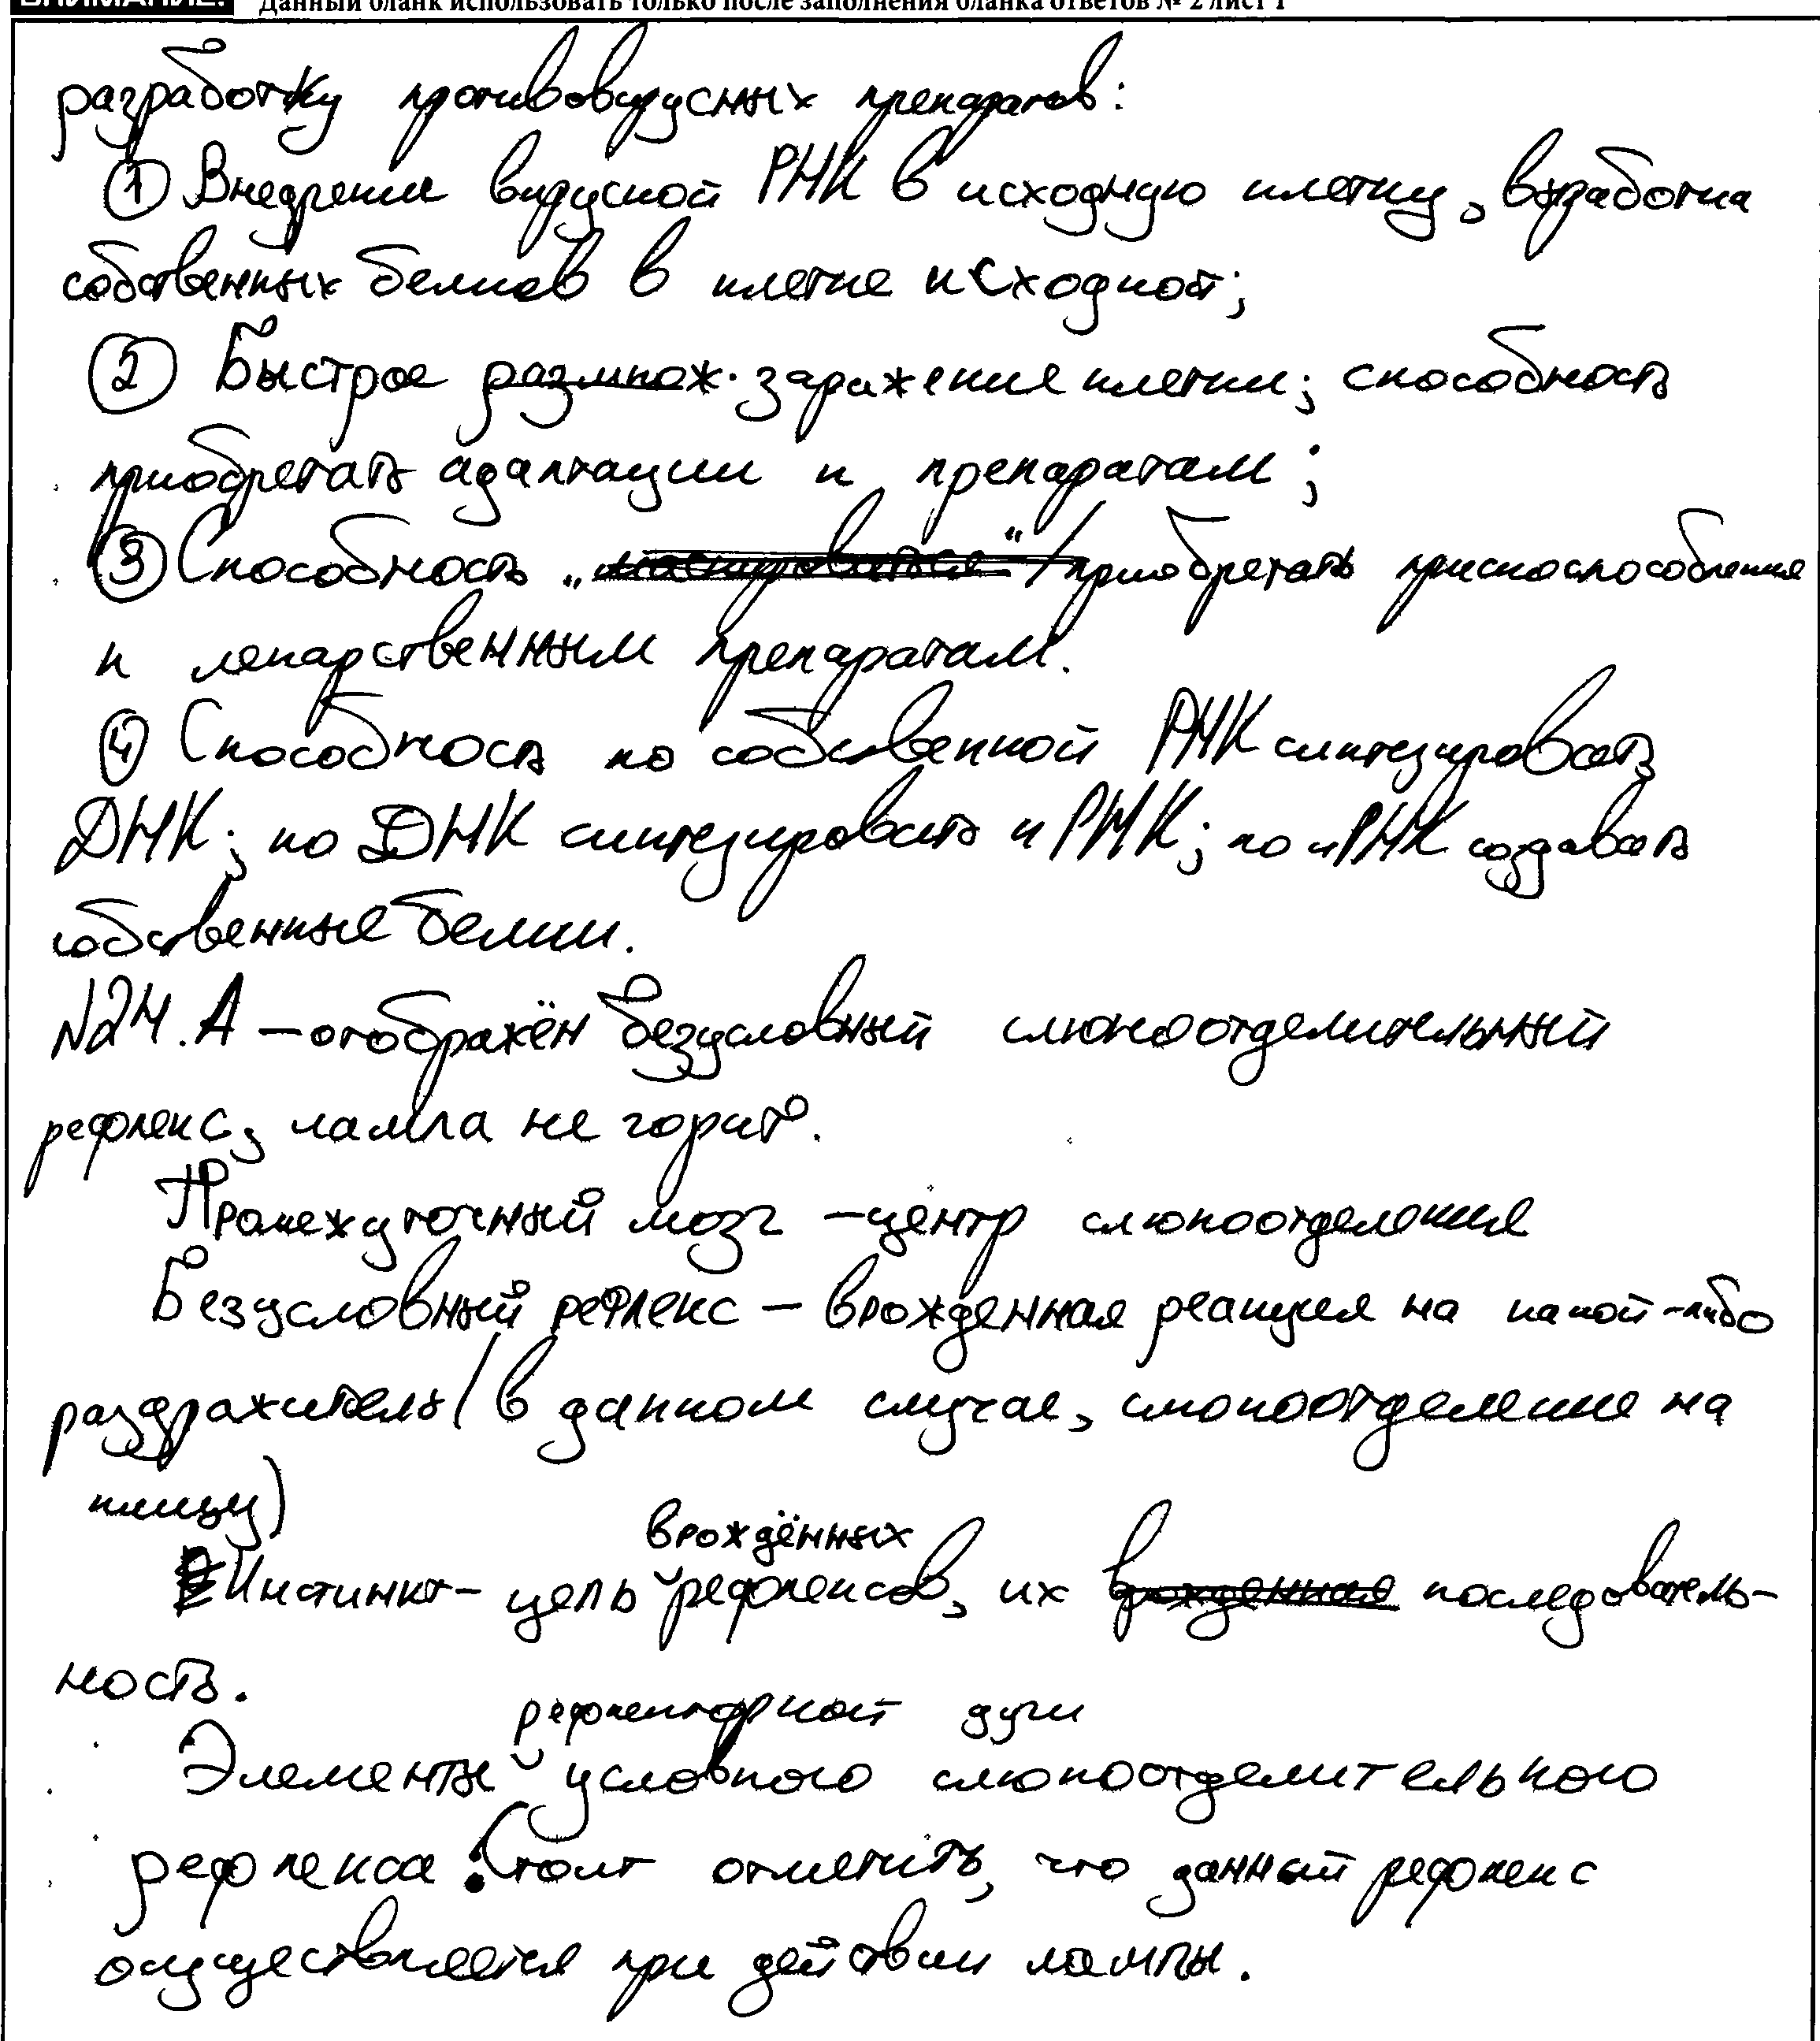 ВНИМАНИЕ! Данный бланк использовать только после заполнения бланка ответов № 2 лист 1
разработку противовирусных препаратов:
① Внедрение вирусной РНК в исходную клетку, выработка
собственных белков в клетке исходной;
② Быстрое размнож. заражение клетки; способность
приобретать адаптации к препаратам;
③ Способность „ “ / приобретать приспособления
к лекарственным препаратам.
④ Способность по собственной РНК синтезировать
ДНК; по ДНК синтезировать иРНК; по иРНК создавать
собственные белки.
№24. А – отображён безусловный слюноотделительный
рефлекс, лампа не горит.
Промежуточный мозг – центр слюноотделения
Безусловный рефлекс – врожденная реакция на какой-либо
раздражитель (в данном случае, слюноотделение на
пищу)
врождённых
Инстинкт – цепь рефлексов, их врожденная последователь-
ность.
рефлекторной дуги
Элементы условного слюноотделительного
рефлекса: Стоит отметить, что данный рефлекс
осуществляется при действии лампы.